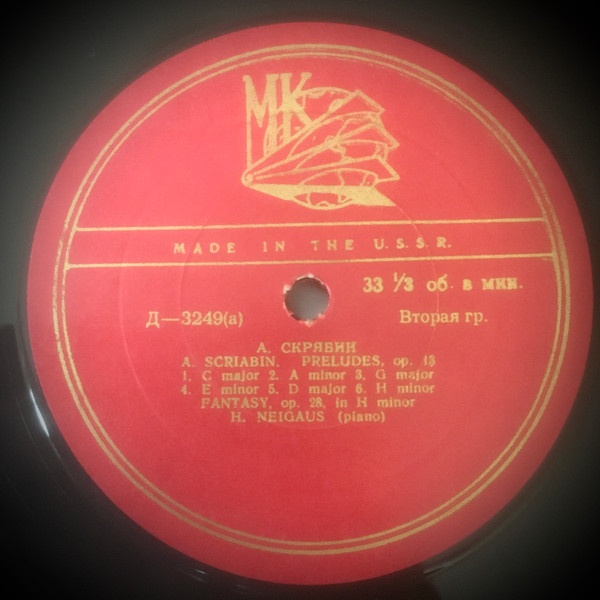 МК
MADE IN THE U.S.S.R.
33 1/3 об. в мин.
Д—3249(а)
Вторая гр.
А. СКРЯБИН
A. SCRIABIN. PRELUDES, op. 13
1. C major 2. A minor 3. G major
4. E minor 5. D major 6. H minor
FANTASY, op. 28, in H minor
H. NEIGAUS (piano)